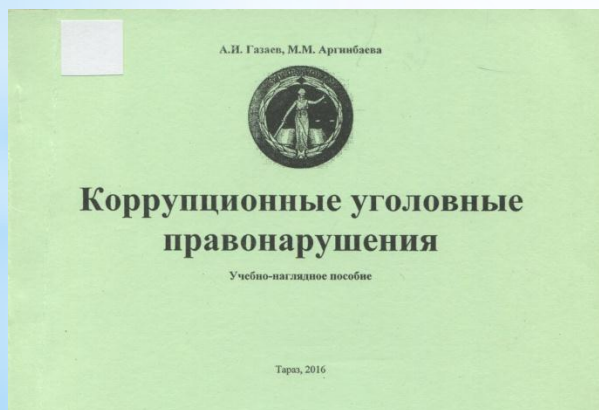 А.И. Газаев, М.М. Аргинбаева
Коррупционные уголовные
правонарушения
Учебно-наглядное пособие
Тараз, 2016